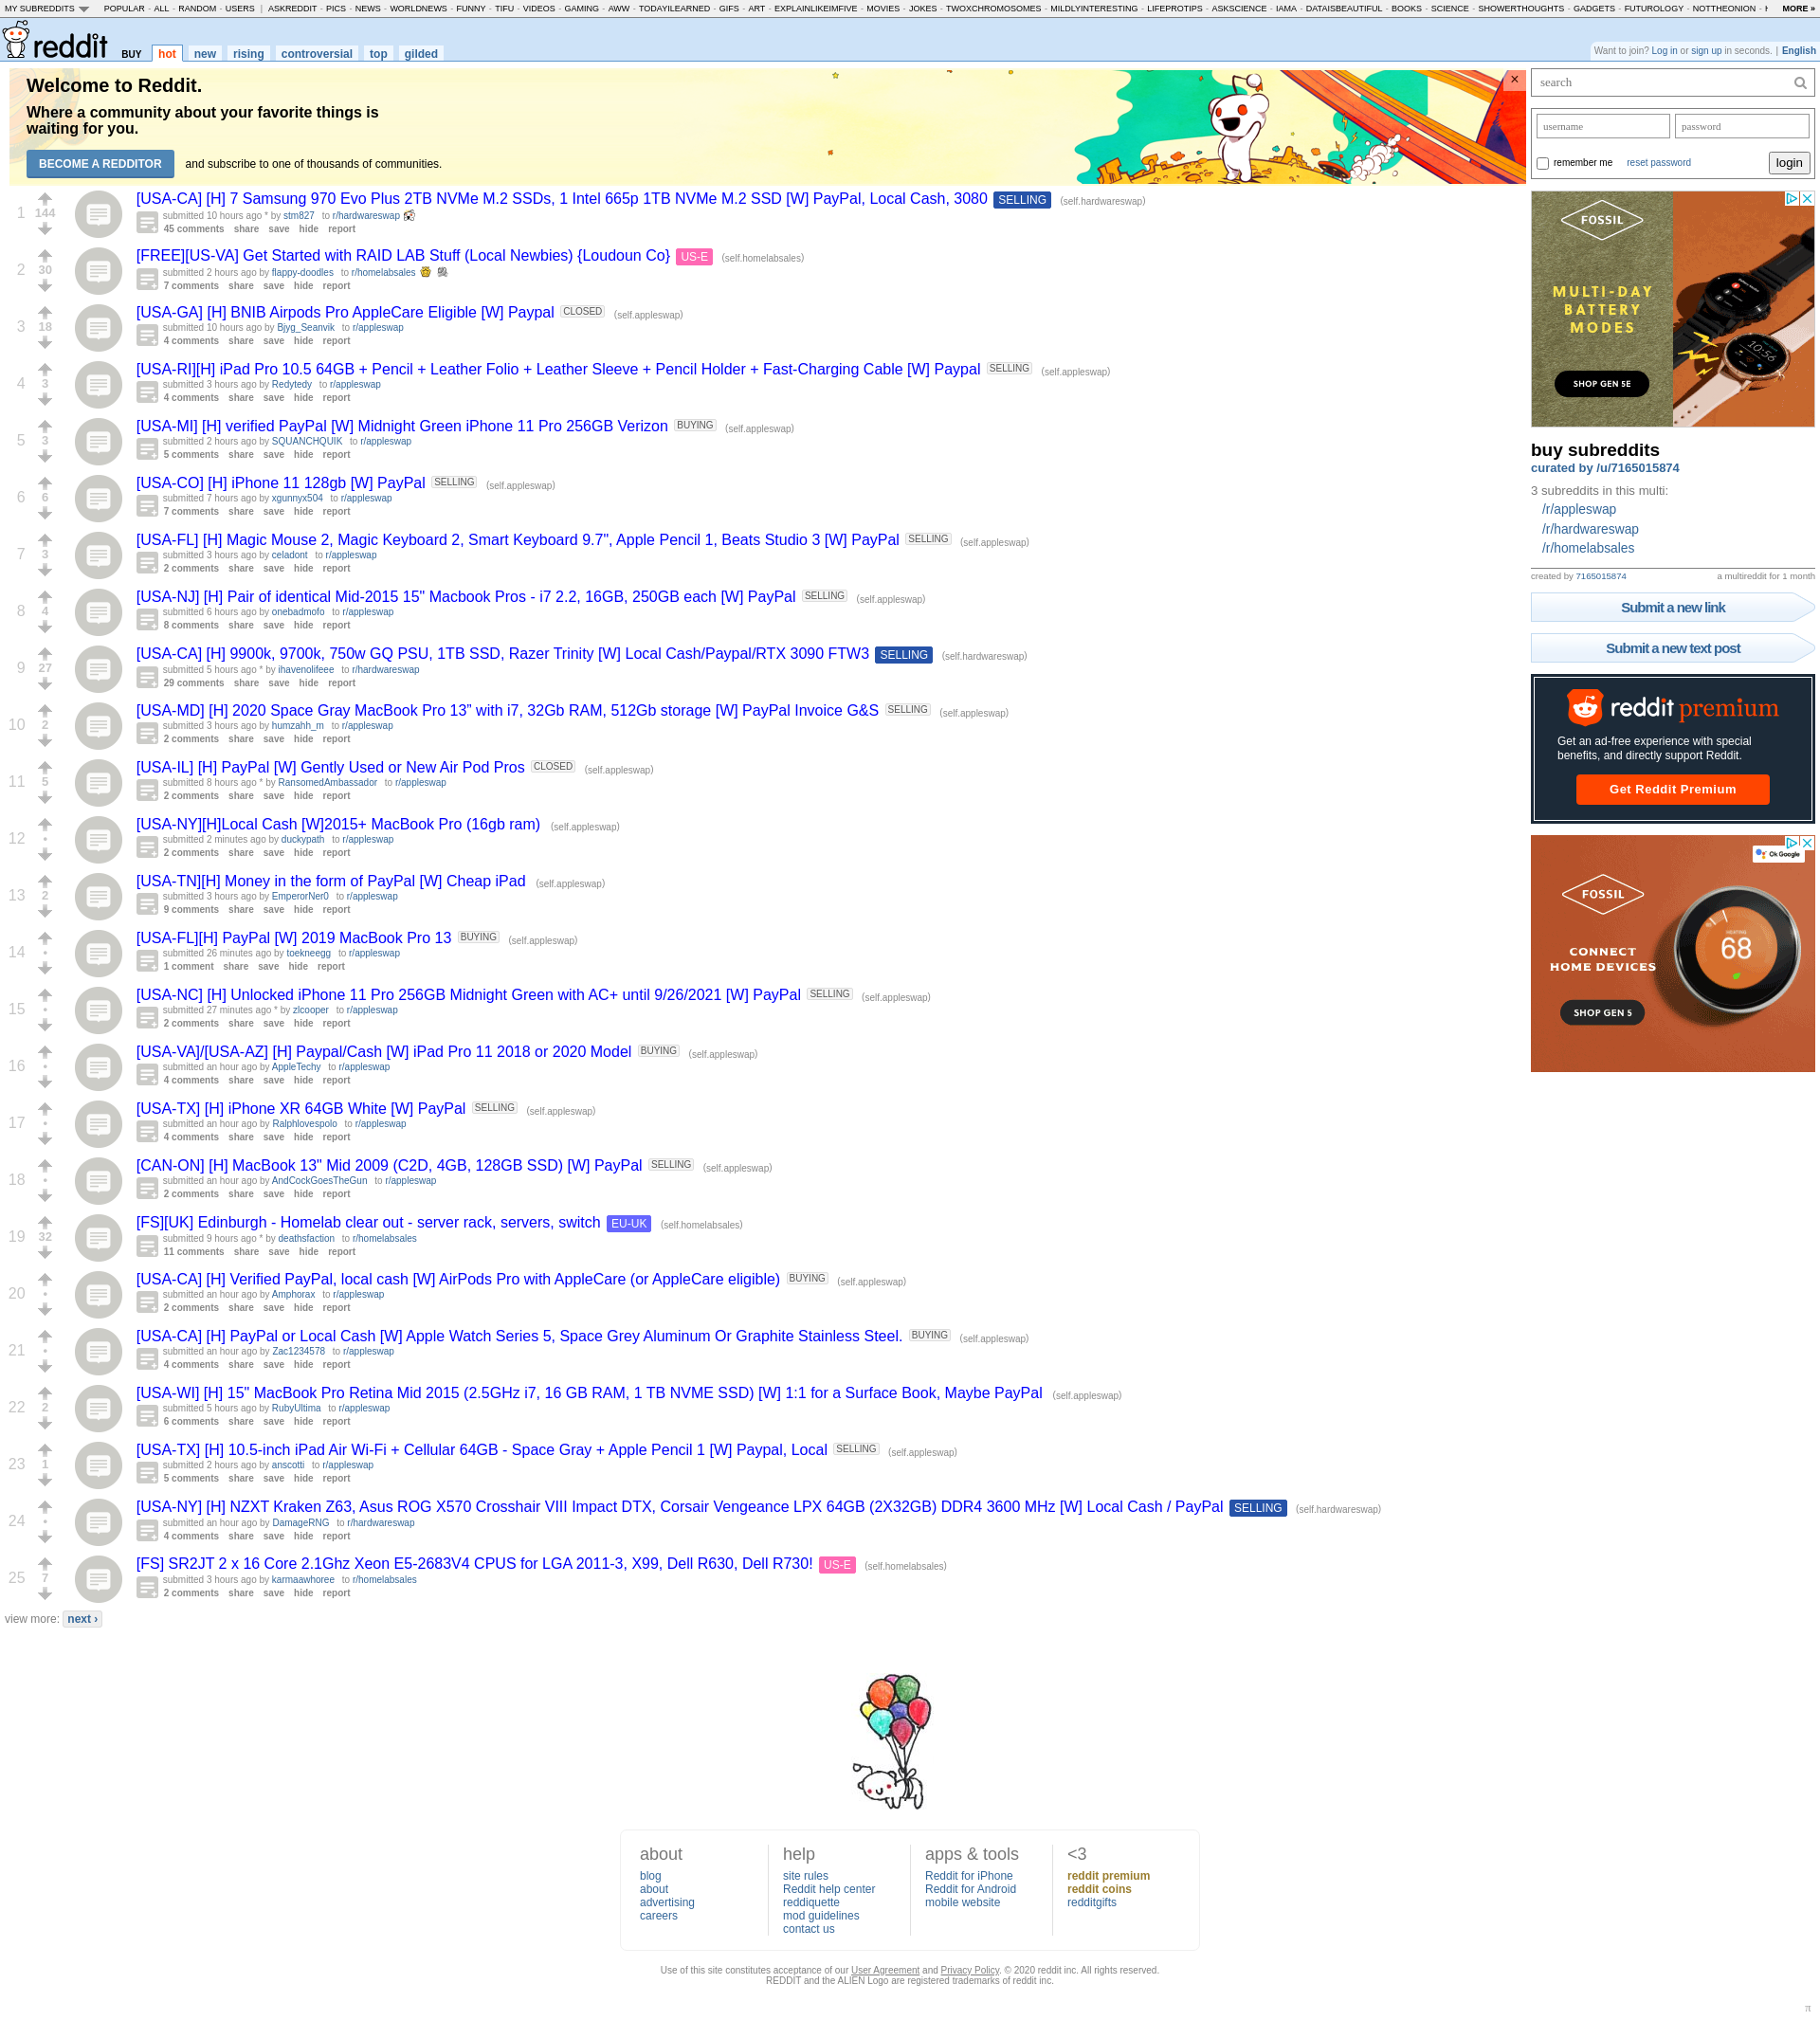 MY SUBREDDITS POPULAR - ALL - RANDOM - USERS | ASKREDDIT - PICS - NEWS - WORLDNEWS - FUNNY - TIFU - VIDEOS - GAMING - AWW - TODAYILEARNED - GIFS - ART - EXPLAINLIKEIMFIVE - MOVIES - JOKES - TWOXCHROMOSOMES - MILDLYINTERESTING - LIFEPROTIPS - ASKSCIENCE - IAMA - DATAISBEAUTIFUL - BOOKS - SCIENCE - SHOWERTHOUGHTS - GADGETS - FUTUROLOGY - NOTTHEONION - MORE »
reddit BUY hot new rising controversial top gilded
Want to join? Log in or sign up in seconds. | English
Welcome to Reddit.
Where a community about your favorite things is
waiting for you.
BECOME A REDDITOR and subscribe to one of thousands of communities.
×
1 144 [USA-CA] [H] 7 Samsung 970 Evo Plus 2TB NVMe M.2 SSDs, 1 Intel 665p 1TB NVMe M.2 SSD [W] PayPal, Local Cash, 3080 SELLING (self.hardwareswap)
submitted 10 hours ago * by stm827 to r/hardwareswap
45 comments share save hide report
2 30 [FREE][US-VA] Get Started with RAID LAB Stuff (Local Newbies) {Loudoun Co} US-E (self.homelabsales)
submitted 2 hours ago by flappy-doodles to r/homelabsales
7 comments share save hide report
3 18 [USA-GA] [H] BNIB Airpods Pro AppleCare Eligible [W] Paypal CLOSED (self.appleswap)
submitted 10 hours ago by Bjyg_Seanvik to r/appleswap
4 comments share save hide report
4 3 [USA-RI][H] iPad Pro 10.5 64GB + Pencil + Leather Folio + Leather Sleeve + Pencil Holder + Fast-Charging Cable [W] Paypal SELLING (self.appleswap)
submitted 3 hours ago by Redytedy to r/appleswap
4 comments share save hide report
5 3 [USA-MI] [H] verified PayPal [W] Midnight Green iPhone 11 Pro 256GB Verizon BUYING (self.appleswap)
submitted 2 hours ago by SQUANCHQUIK to r/appleswap
5 comments share save hide report
6 6 [USA-CO] [H] iPhone 11 128gb [W] PayPal SELLING (self.appleswap)
submitted 7 hours ago by xgunnyx504 to r/appleswap
7 comments share save hide report
7 3 [USA-FL] [H] Magic Mouse 2, Magic Keyboard 2, Smart Keyboard 9.7", Apple Pencil 1, Beats Studio 3 [W] PayPal SELLING (self.appleswap)
submitted 3 hours ago by celadont to r/appleswap
2 comments share save hide report
8 4 [USA-NJ] [H] Pair of identical Mid-2015 15" Macbook Pros - i7 2.2, 16GB, 250GB each [W] PayPal SELLING (self.appleswap)
submitted 6 hours ago by onebadmofo to r/appleswap
8 comments share save hide report
9 27 [USA-CA] [H] 9900k, 9700k, 750w GQ PSU, 1TB SSD, Razer Trinity [W] Local Cash/Paypal/RTX 3090 FTW3 SELLING (self.hardwareswap)
submitted 5 hours ago * by ihavenolifeee to r/hardwareswap
29 comments share save hide report
10 2 [USA-MD] [H] 2020 Space Gray MacBook Pro 13” with i7, 32Gb RAM, 512Gb storage [W] PayPal Invoice G&S SELLING (self.appleswap)
submitted 3 hours ago by humzahh_m to r/appleswap
2 comments share save hide report
11 5 [USA-IL] [H] PayPal [W] Gently Used or New Air Pod Pros CLOSED (self.appleswap)
submitted 8 hours ago * by RansomedAmbassador to r/appleswap
2 comments share save hide report
12 • [USA-NY][H]Local Cash [W]2015+ MacBook Pro (16gb ram) (self.appleswap)
submitted 2 minutes ago by duckypath to r/appleswap
2 comments share save hide report
13 2 [USA-TN][H] Money in the form of PayPal [W] Cheap iPad (self.appleswap)
submitted 3 hours ago by EmperorNer0 to r/appleswap
9 comments share save hide report
14 • [USA-FL][H] PayPal [W] 2019 MacBook Pro 13 BUYING (self.appleswap)
submitted 26 minutes ago by toekneegg to r/appleswap
1 comment share save hide report
15 • [USA-NC] [H] Unlocked iPhone 11 Pro 256GB Midnight Green with AC+ until 9/26/2021 [W] PayPal SELLING (self.appleswap)
submitted 27 minutes ago * by zlcooper to r/appleswap
2 comments share save hide report
16 • [USA-VA]/[USA-AZ] [H] Paypal/Cash [W] iPad Pro 11 2018 or 2020 Model BUYING (self.appleswap)
submitted an hour ago by AppleTechy to r/appleswap
4 comments share save hide report
17 • [USA-TX] [H] iPhone XR 64GB White [W] PayPal SELLING (self.appleswap)
submitted an hour ago by Ralphlovespolo to r/appleswap
4 comments share save hide report
18 • [CAN-ON] [H] MacBook 13" Mid 2009 (C2D, 4GB, 128GB SSD) [W] PayPal SELLING (self.appleswap)
submitted an hour ago by AndCockGoesTheGun to r/appleswap
2 comments share save hide report
19 32 [FS][UK] Edinburgh - Homelab clear out - server rack, servers, switch EU-UK (self.homelabsales)
submitted 9 hours ago * by deathsfaction to r/homelabsales
11 comments share save hide report
20 • [USA-CA] [H] Verified PayPal, local cash [W] AirPods Pro with AppleCare (or AppleCare eligible) BUYING (self.appleswap)
submitted an hour ago by Amphorax to r/appleswap
2 comments share save hide report
21 • [USA-CA] [H] PayPal or Local Cash [W] Apple Watch Series 5, Space Grey Aluminum Or Graphite Stainless Steel. BUYING (self.appleswap)
submitted an hour ago by Zac1234578 to r/appleswap
4 comments share save hide report
22 2 [USA-WI] [H] 15" MacBook Pro Retina Mid 2015 (2.5GHz i7, 16 GB RAM, 1 TB NVME SSD) [W] 1:1 for a Surface Book, Maybe PayPal (self.appleswap)
submitted 5 hours ago by RubyUltima to r/appleswap
6 comments share save hide report
23 1 [USA-TX] [H] 10.5-inch iPad Air Wi-Fi + Cellular 64GB - Space Gray + Apple Pencil 1 [W] Paypal, Local SELLING (self.appleswap)
submitted 2 hours ago by anscotti to r/appleswap
5 comments share save hide report
24 • [USA-NY] [H] NZXT Kraken Z63, Asus ROG X570 Crosshair VIII Impact DTX, Corsair Vengeance LPX 64GB (2X32GB) DDR4 3600 MHz [W] Local Cash / PayPal SELLING (self.hardwareswap)
submitted an hour ago by DamageRNG to r/hardwareswap
4 comments share save hide report
25 7 [FS] SR2JT 2 x 16 Core 2.1Ghz Xeon E5-2683V4 CPUS for LGA 2011-3, X99, Dell R630, Dell R730! US-E (self.homelabsales)
submitted 3 hours ago by karmaawhoree to r/homelabsales
2 comments share save hide report
view more: next ›
search
username password
remember me reset password login
FOSSIL
MULTI-DAY
BATTERY
MODES
10:56
SHOP GEN 5E
buy subreddits
curated by /u/7165015874
3 subreddits in this multi:
/r/appleswap
/r/hardwareswap
/r/homelabsales
created by 7165015874 a multireddit for 1 month
Submit a new link
Submit a new text post
reddit premium
Get an ad-free experience with special
benefits, and directly support Reddit.
Get Reddit Premium
Ok Google
FOSSIL
HEATING
68
CONNECT
HOME DEVICES
SHOP GEN 5
about
blog
about
advertising
careers
help
site rules
Reddit help center
reddiquette
mod guidelines
contact us
apps & tools
Reddit for iPhone
Reddit for Android
mobile website
<3
reddit premium
reddit coins
redditgifts
Use of this site constitutes acceptance of our User Agreement and Privacy Policy. © 2020 reddit inc. All rights reserved.
REDDIT and the ALIEN Logo are registered trademarks of reddit inc.
π